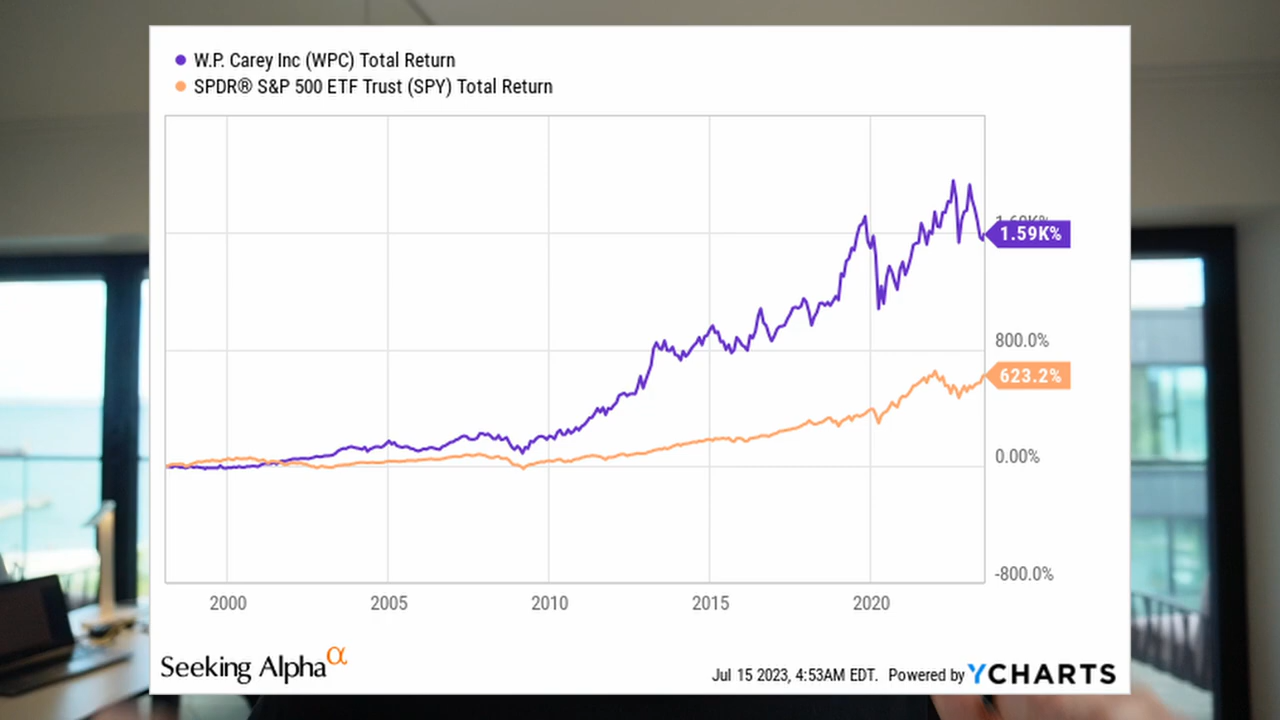 W.P. Carey Inc (WPC) Total Return
SPDR® S&P 500 ETF Trust (SPY) Total Return
1.60K%
1.59K%
800.0%
623.2%
0.00%
-800.0%
2000 2005 2010 2015 2020
Seeking Alpha α
Jul 15 2023, 4:53AM EDT. Powered by YCHARTS